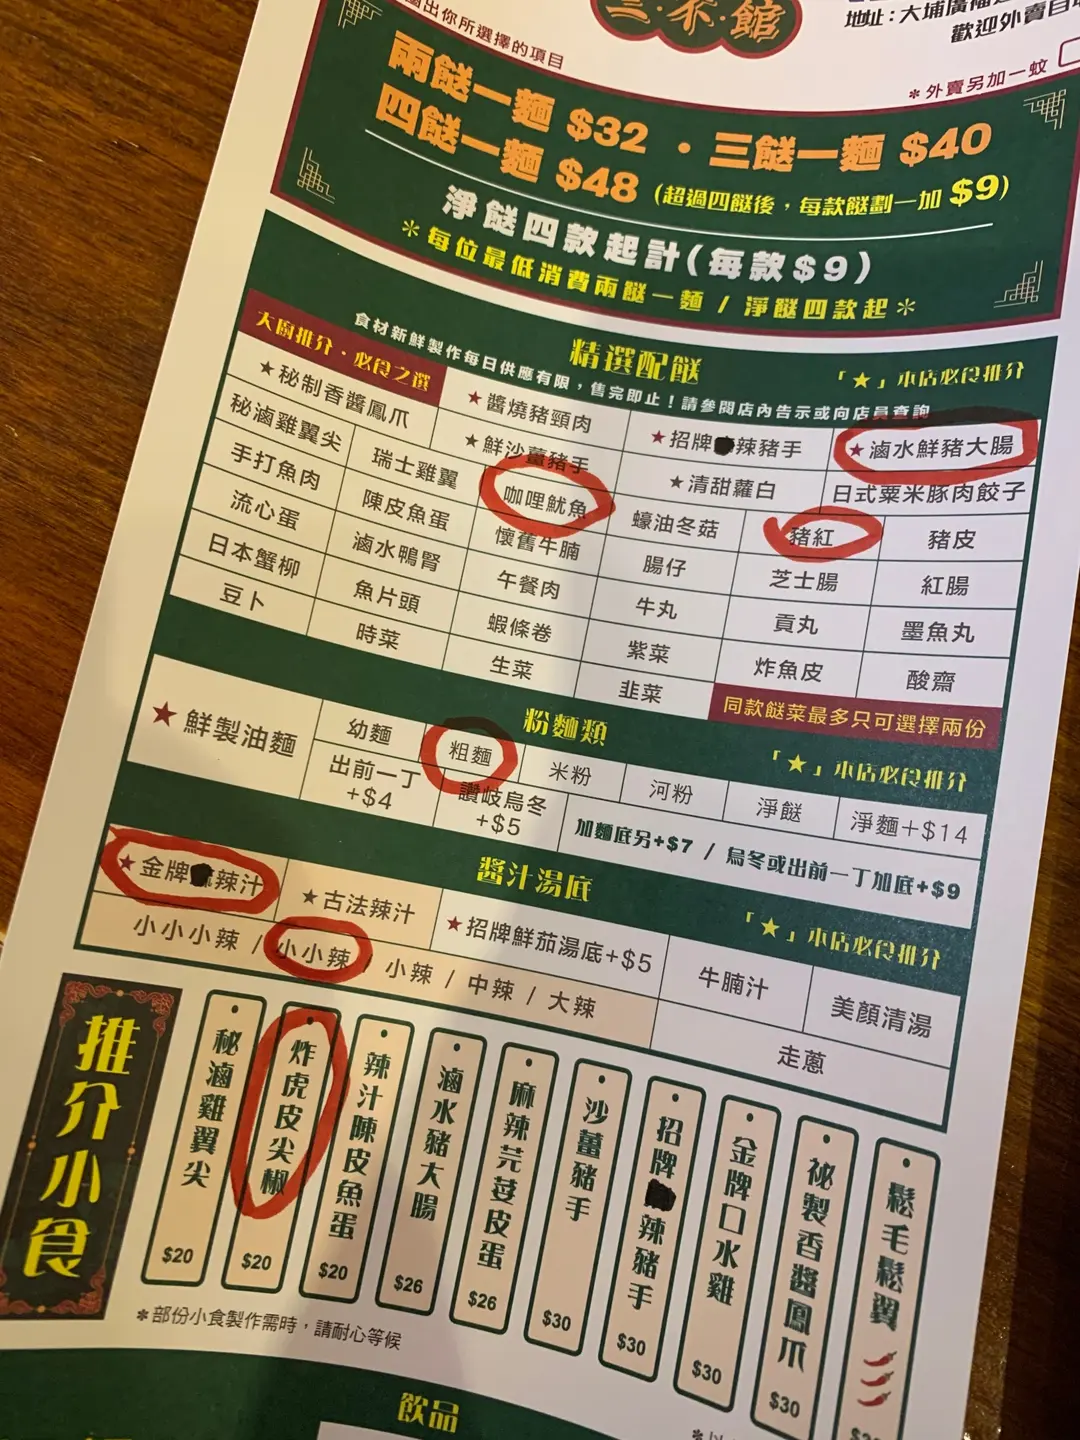 出你所選擇的項目
三·不·館
地址：大埔廣福
歡迎外賣自
*外賣另加一蚊
兩餸一麵 $32 · 三餸一麵 $40
四餸一麵 $48 (超過四餸後，每款餸劃一加 $9)
淨餸四款起計(每款$9)
*每位最低消費兩餸一麵 / 淨餸四款起*
大廚推介·必食之選
精選配餸
「★」本店必食推介
食材新鮮製作每日供應有限，售完即止！請參閱店內告示或向店員查詢
★秘制香醬鳳爪
★醬燒豬頸肉
★招牌 辣豬手
★滷水鮮豬大腸
秘滷雞翼尖
瑞士雞翼
★鮮沙薑豬手
★清甜蘿白
日式粟米豚肉餃子
手打魚肉
陳皮魚蛋
咖哩魷魚
蠔油冬菇
豬紅
豬皮
流心蛋
滷水鴨腎
懷舊牛腩
腸仔
芝士腸
紅腸
日本蟹柳
魚片頭
午餐肉
牛丸
貢丸
墨魚丸
豆卜
時菜
蝦條卷
紫菜
炸魚皮
酸齋
生菜
韭菜
同款餸菜最多只可選擇兩份
粉麵類
「★」本店必食推介
★鮮製油麵
幼麵
粗麵
米粉
河粉
淨餸
淨麵+$14
出前一丁+$4
讚岐烏冬+$5
加麵底另+$7 / 烏冬或出前一丁加底+$9
醬汁湯底
「★」本店必食推介
★金牌 辣汁
★古法辣汁
★招牌鮮茄湯底+$5
牛腩汁
美顏清湯
小小小辣 / 小小辣 / 小辣 / 中辣 / 大辣
走蔥
推介小食
秘滷雞翼尖 $20
炸虎皮尖椒 $20
辣汁陳皮魚蛋 $20
滷水豬大腸 $26
麻辣芫荽皮蛋 $26
沙薑豬手 $30
招牌 辣豬手 $30
金牌口水雞 $30
祕製香醬鳳爪 $30
鬆毛鬆翼
*部份小食製作需時，請耐心等候
飲品